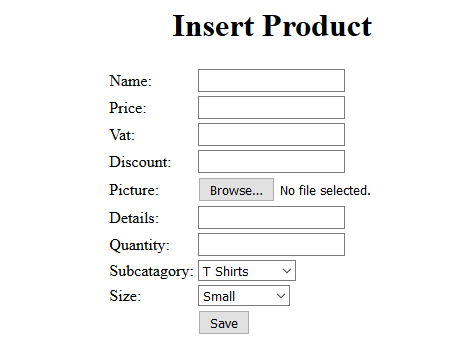 Insert Product
Name:
Price:
Vat:
Discount:
Picture: Browse... No file selected.
Details:
Quantity:
Subcatagory: T Shirts
Size: Small
Save